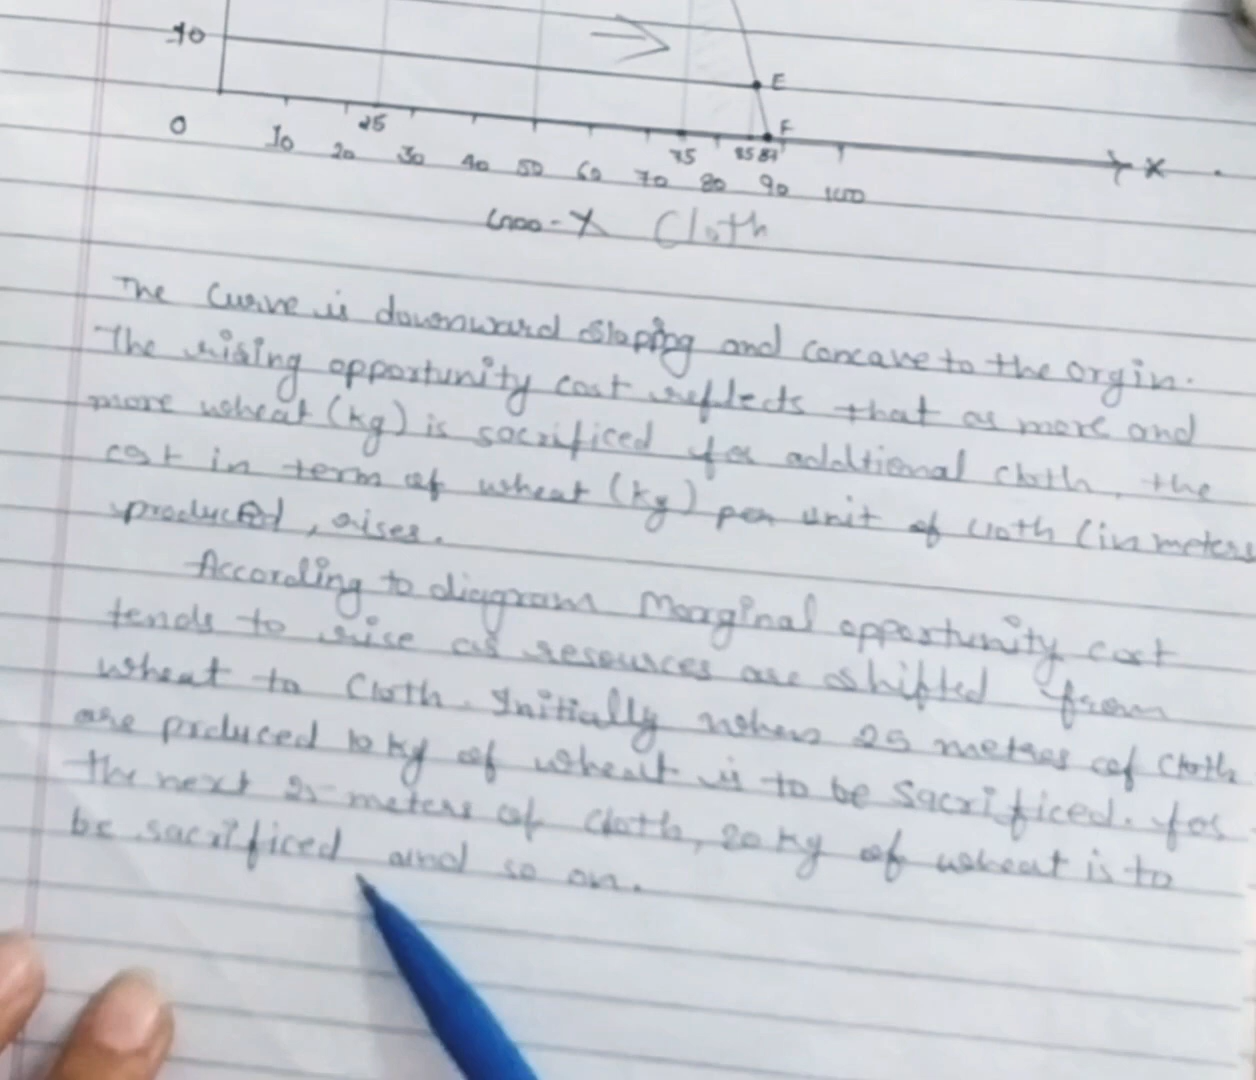 10
E
F
0
10 20 25 30 40 50 60 70 75 80 85 87 90 100
X
Good-X Cloth
The Curve is downward Sloping and Concave to the orgin.
The rising opportunity cost reflects that as more and
more wheat (kg) is sacrificed for additional cloth, the
cost in term of wheat (kg) per unit of cloth (in meters
produced, rises.
According to diagram Marginal opportunity cost
tends to rise as resources are shifted from
wheat to Cloth. Initially when 25 metres of Cloth
are produced 10 kg of wheat is to be Sacrificed. for
the next 25 meters of cloth, 20 kg of wheat is to
be sacrificed and so on.